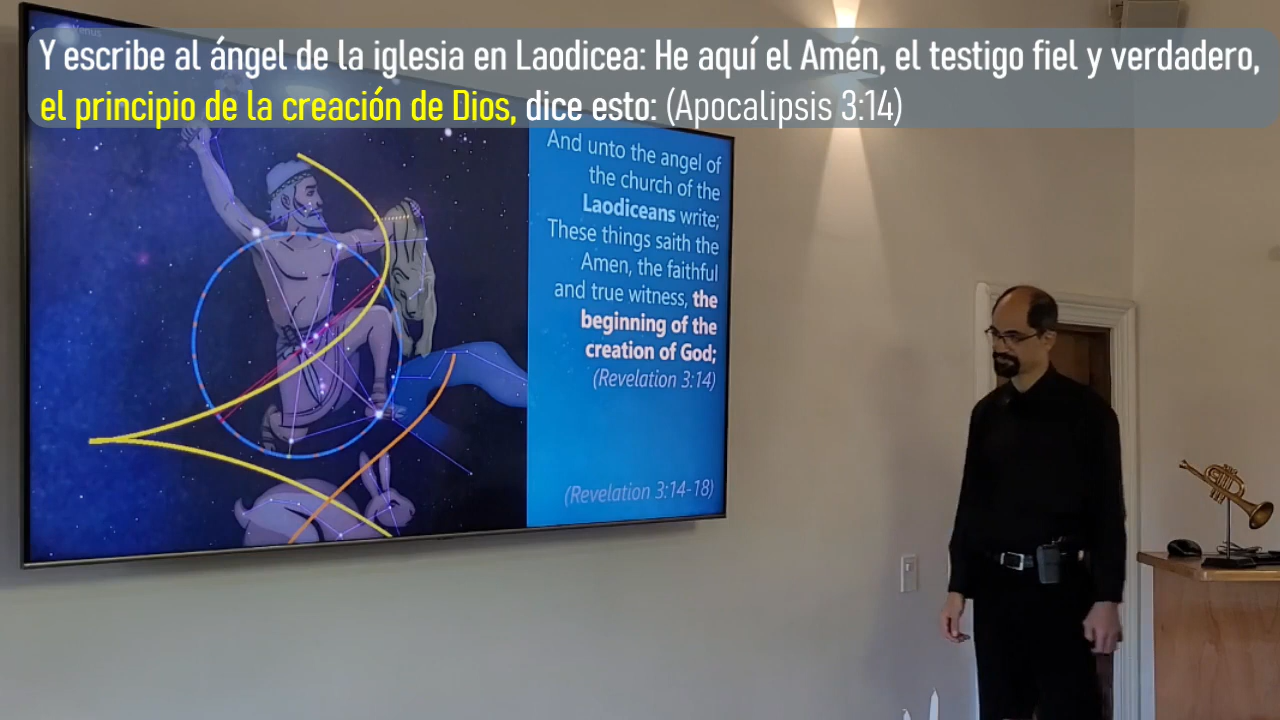 Venus
Y escribe al ángel de la iglesia en Laodicea: He aquí el Amén, el testigo fiel y verdadero,
el principio de la creación de Dios, dice esto: (Apocalipsis 3:14)
And unto the angel of
the church of the
Laodiceans write;
These things saith the
Amen, the faithful
and true witness, the
beginning of the
creation of God;
(Revelation 3:14)
(Revelation 3:14-18)